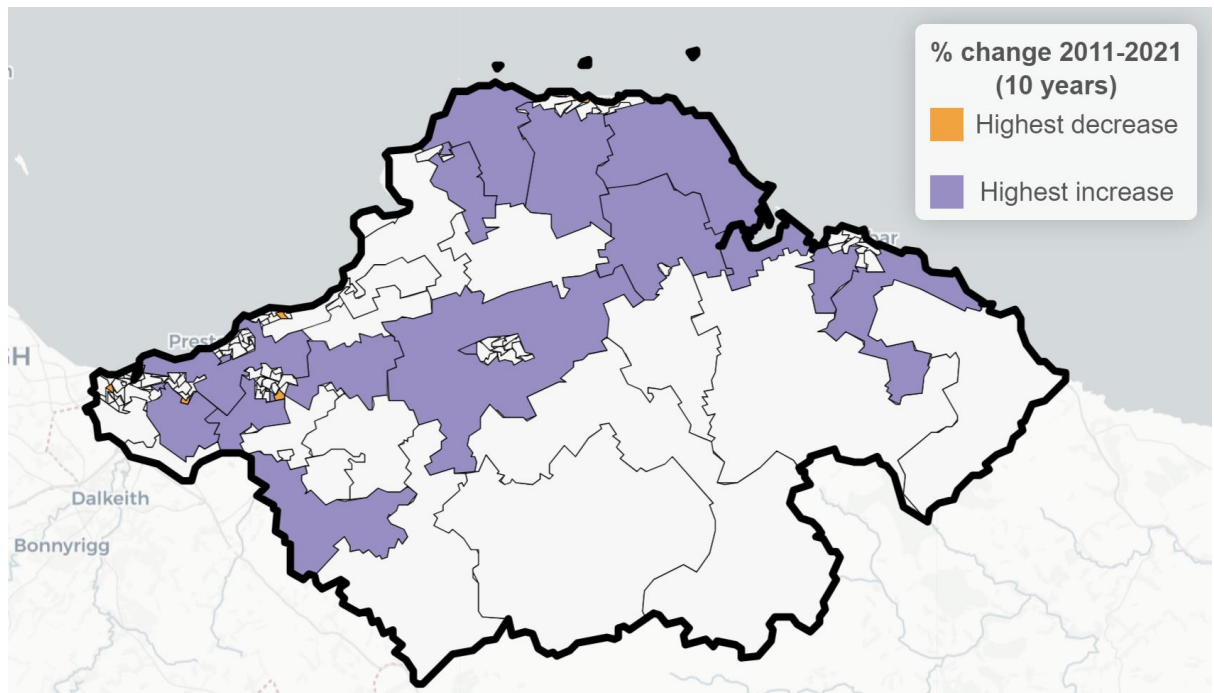 % change 2011-2021
(10 years)
Highest decrease
Highest increase
Dalkeith
Bonnyrigg